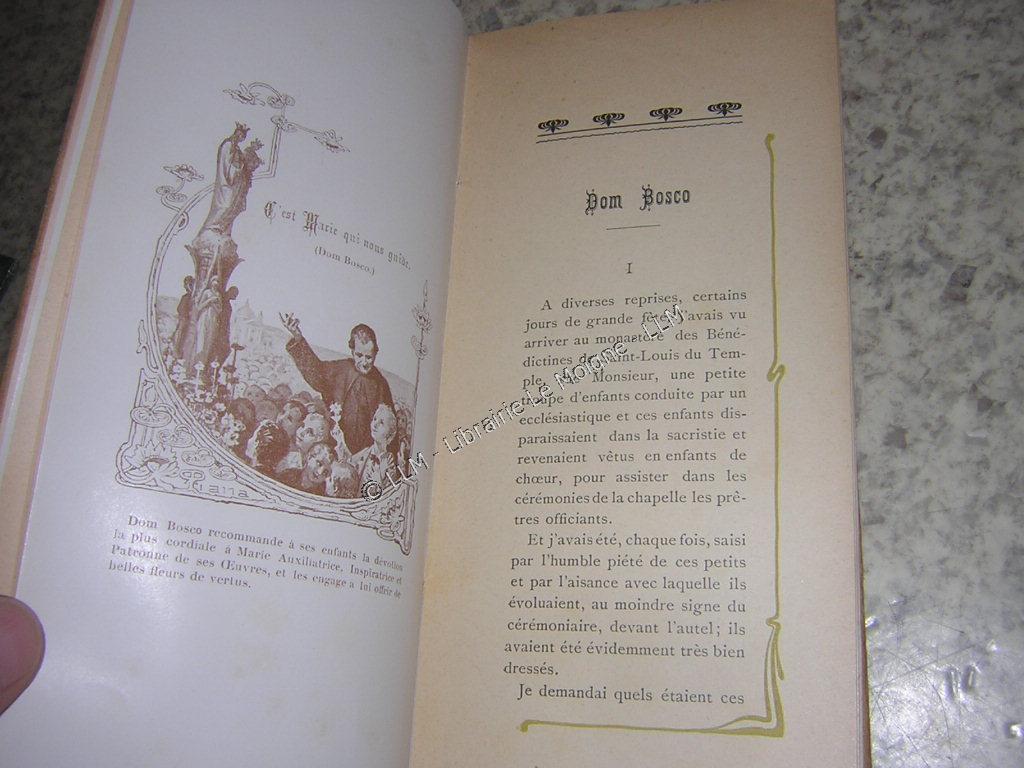 C'est Marie qui nous guide.
(Dom Bosco.)
Giana
Dom Bosco recommande à ses enfants la dévotion
la plus cordiale à Marie Auxiliatrice, Inspiratrice et
Patronne de ses Œuvres, et les engage a lui offrir de
belles fleurs de vertus.
Dom Bosco
I
A diverses reprises, certains
jours de grande fête, j'avais vu
arriver au monastère des Béné-
dictines de Saint-Louis du Tem-
ple, rue Monsieur, une petite
troupe d'enfants conduite par un
ecclésiastique et ces enfants dis-
paraissaient dans la sacristie et
revenaient vêtus en enfants de
chœur, pour assister dans les
cérémonies de la chapelle les prê-
tres officiants.
Et j'avais été, chaque fois, saisi
par l'humble piété de ces petits
et par l'aisance avec laquelle ils
évoluaient, au moindre signe du
cérémoniaire, devant l'autel; ils
avaient été évidemment très bien
dressés.
Je demandai quels étaient ces
© LLM - Librairie Le Moigne - LLM